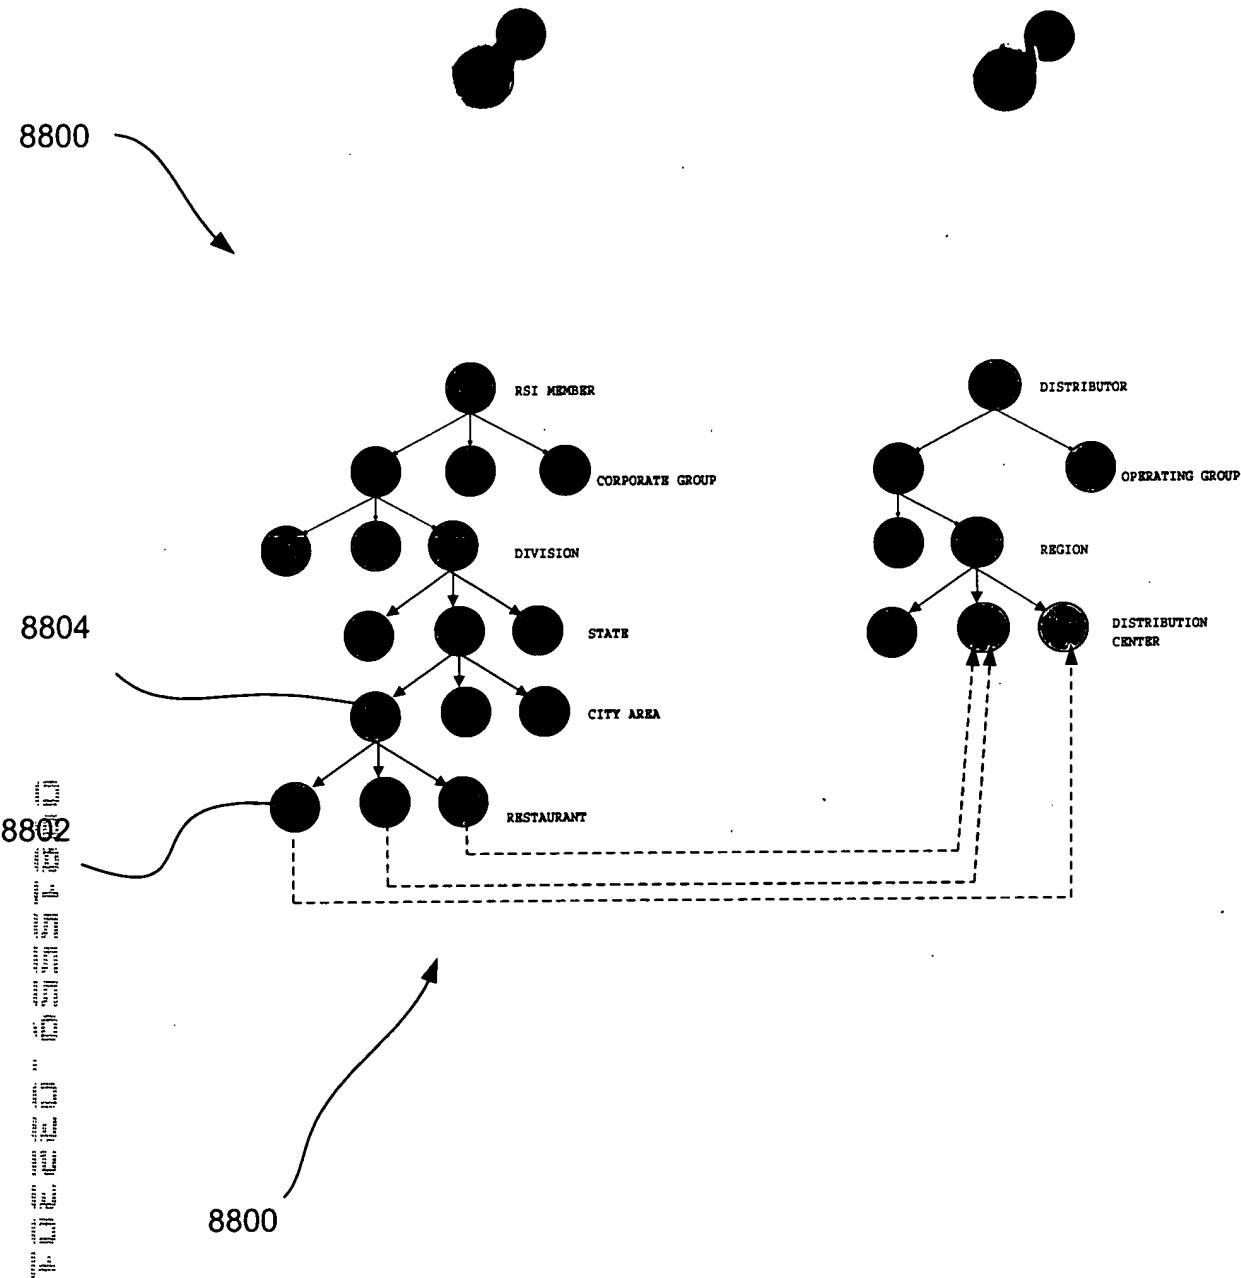 8800
RSI MEMBER
DISTRIBUTOR
CORPORATE GROUP
OPERATING GROUP
DIVISION
REGION
8804
STATE
DISTRIBUTION
CENTER
CITY AREA
8802
RESTAURANT
8800